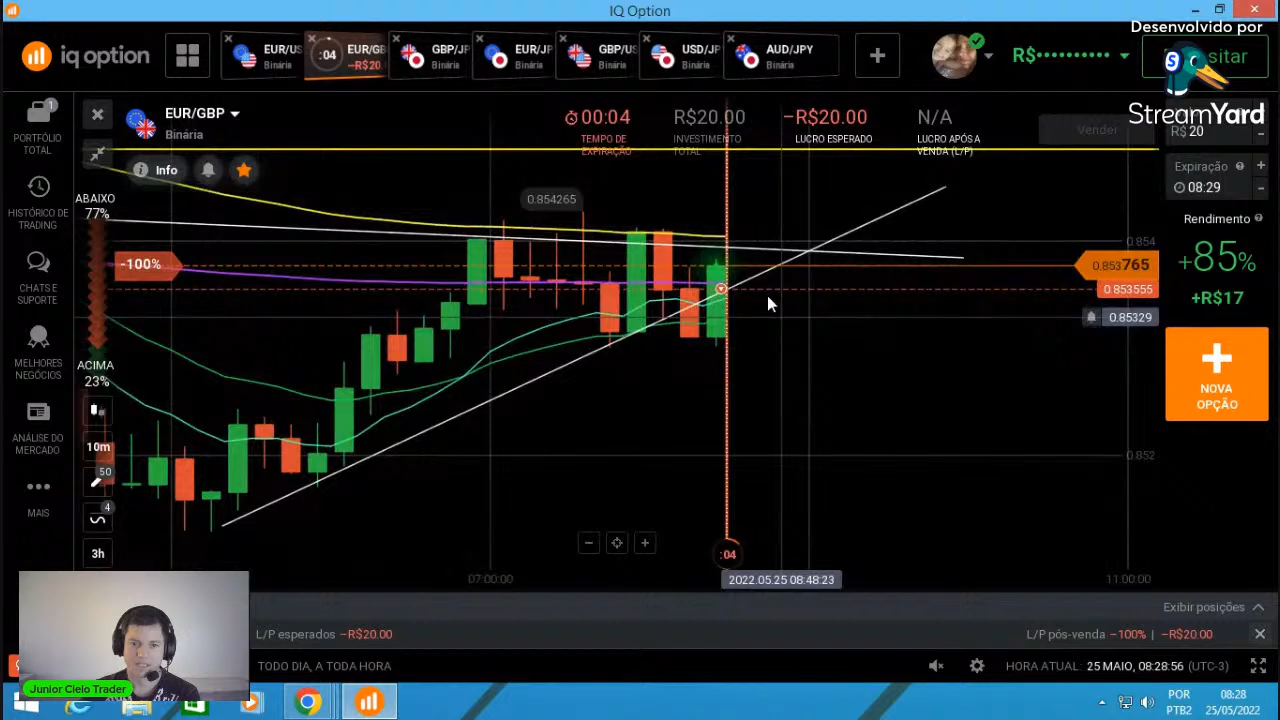 IQ Option
Desenvolvido por
StreamYard
iq option
EUR/US
Binária
:04
EUR/GB
−R$20.
GBP/JP
Binária
EUR/JP
Binária
GBP/US
Binária
USD/JP
Binária
AUD/JPY
Binária
R$••••••••••
sitar
1
PORTFÓLIO
TOTAL
HISTÓRICO DE
TRADING
CHATS E
SUPORTE
MELHORES
NEGÓCIOS
ANÁLISE DO
MERCADO
MAIS
EUR/GBP
Binária
Info
00:04
TEMPO DE
EXPIRAÇÃO
R$20.00
INVESTIMENTO
TOTAL
−R$20.00
LUCRO ESPERADO
N/A
LUCRO APÓS A
VENDA (L/P)
Vender
R$ 20
Expiração
08:29
Rendimento
+85%
+R$17
NOVA
OPÇÃO
ABAIXO
77%
-100%
ACIMA
23%
0.854265
0.854
0.853765
0.853555
0.85329
0.852
10m
50
4
3h
:04
07:00:00
2022.05.25 08:48:23
11:00:00
Exibir posições
L/P esperados −R$20.00
L/P pós-venda −100% | −R$20.00
TODO DIA, A TODA HORA
HORA ATUAL: 25 MAIO, 08:28:56 (UTC-3)
Junior Cielo Trader
POR
PTB2
08:28
25/05/2022